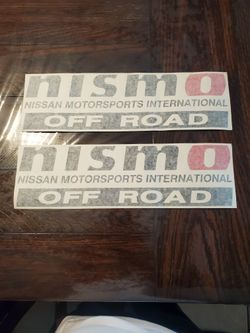 nismo
NISSAN MOTORSPORTS INTERNATIONAL
OFF ROAD
nismo
NISSAN MOTORSPORTS INTERNATIONAL
OFF ROAD